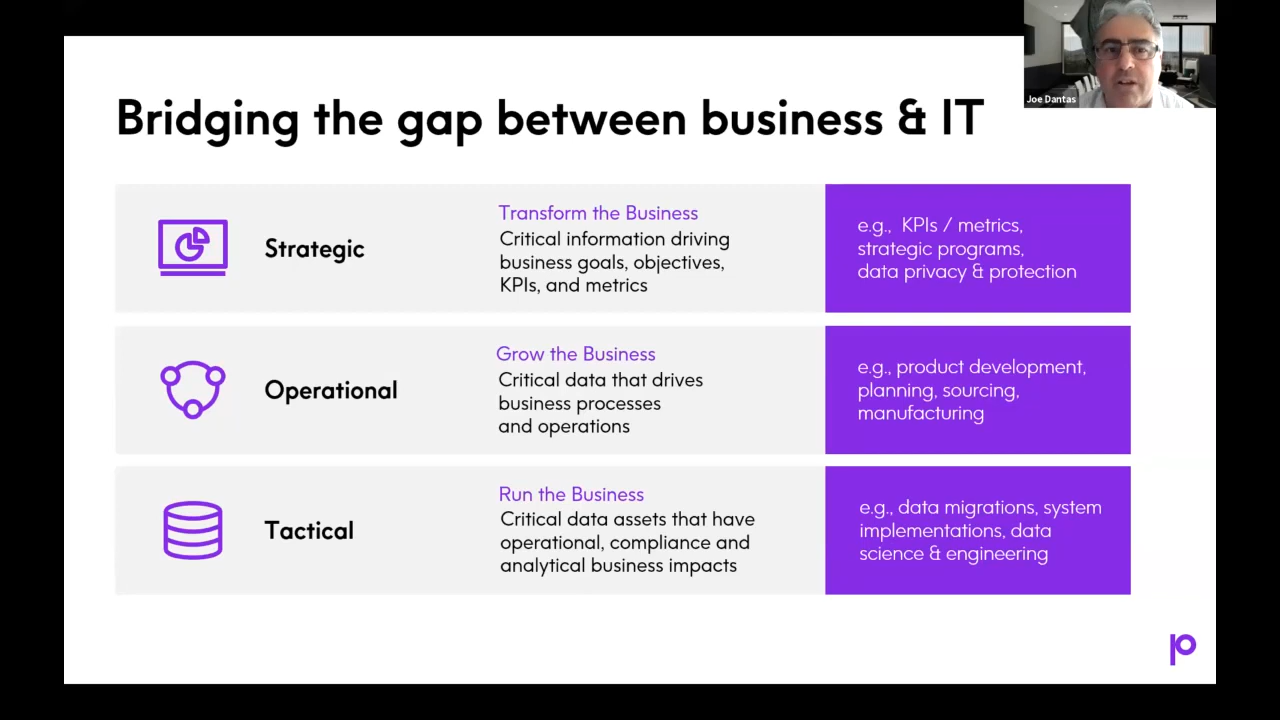 Joe Dantas
Bridging the gap between business & IT
Strategic
Transform the Business
Critical information driving
business goals, objectives,
KPIs, and metrics
e.g., KPIs / metrics,
strategic programs,
data privacy & protection
Operational
Grow the Business
Critical data that drives
business processes
and operations
e.g., product development,
planning, sourcing,
manufacturing
Tactical
Run the Business
Critical data assets that have
operational, compliance and
analytical business impacts
e.g., data migrations, system
implementations, data
science & engineering
p